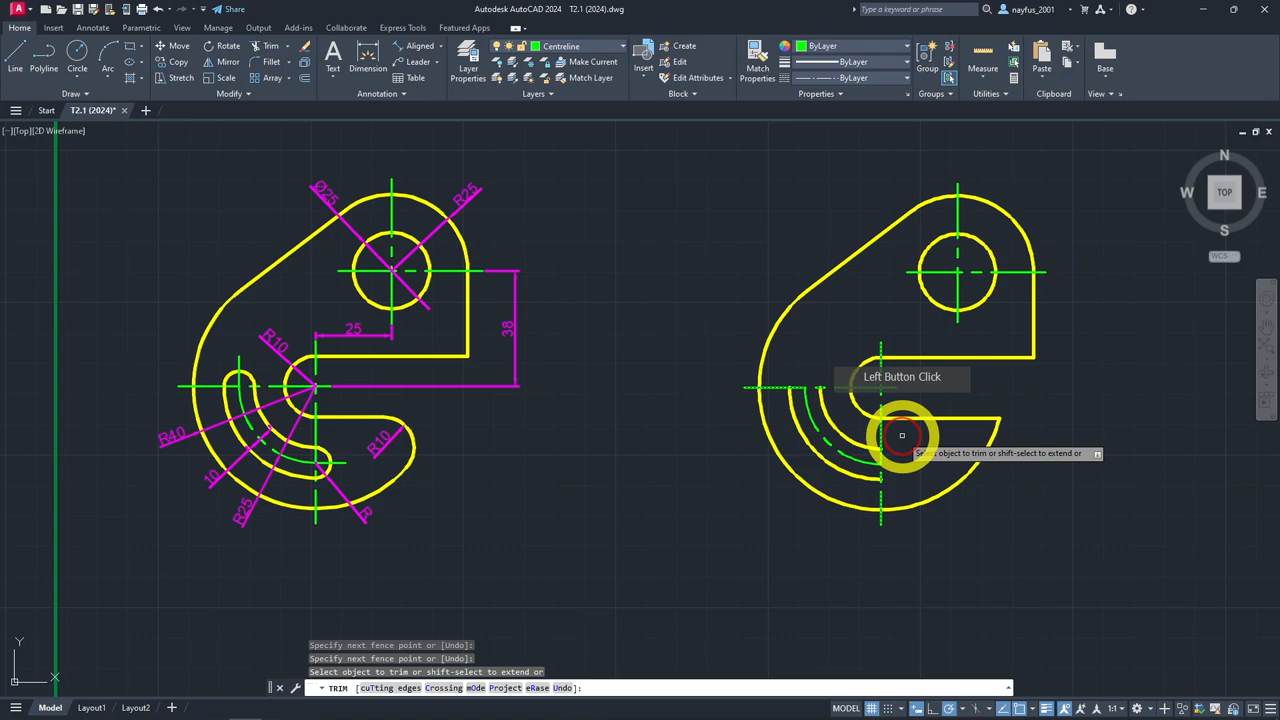 A Share Autodesk AutoCAD 2024 T2.1 (2024).dwg Type a keyword or phrase nayfus_2001
Home Insert Annotate Parametric View Manage Output Add-ins Collaborate Express Tools Featured Apps
Line Polyline Circle Arc Move Rotate Trim Text Dimension Aligned Layer Properties Centreline Insert Create Match Properties ByLayer Group Measure Paste Base
Copy Mirror Fillet Leader Make Current Edit ByLayer
Stretch Scale Array Table Match Layer Edit Attributes ByLayer
Draw Modify Annotation Layers Block Properties Groups Utilities Clipboard View
Start T2.1 (2024)*
[−][Top][2D Wireframe]
N
W TOP E
S
WCS
Ø25
R25
25
38
R10
R40
R10
10
R25
R
Left Button Click
Select object to trim or shift-select to extend or
Y
X
Specify next fence point or [Undo]:
Specify next fence point or [Undo]:
Select object to trim or shift-select to extend or
TRIM [cuTting edges Crossing mOde Project eRase Undo]:
Model Layout1 Layout2 MODEL 1:1